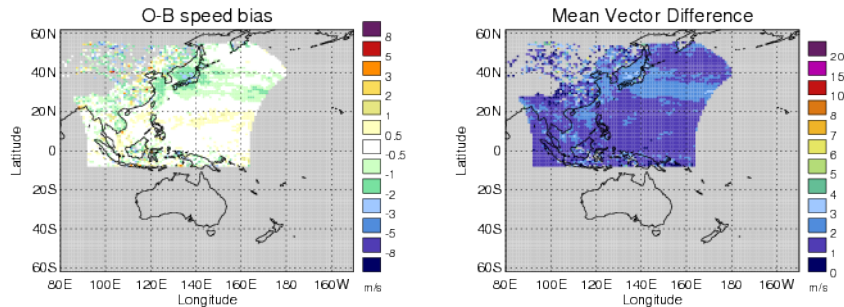 O-B speed bias
60N
40N
20N
0
20S
40S
60S
Latitude
80E 100E 120E 140E 160E 180 160W
Longitude
8
5
3
2
1
0.5
-0.5
-1
-2
-3
-5
-8
m/s
Mean Vector Difference
60N
40N
20N
0
20S
40S
60S
Latitude
80E 100E 120E 140E 160E 180 160W
Longitude
20
15
10
8
7
6
5
4
3
2
1
0
m/s